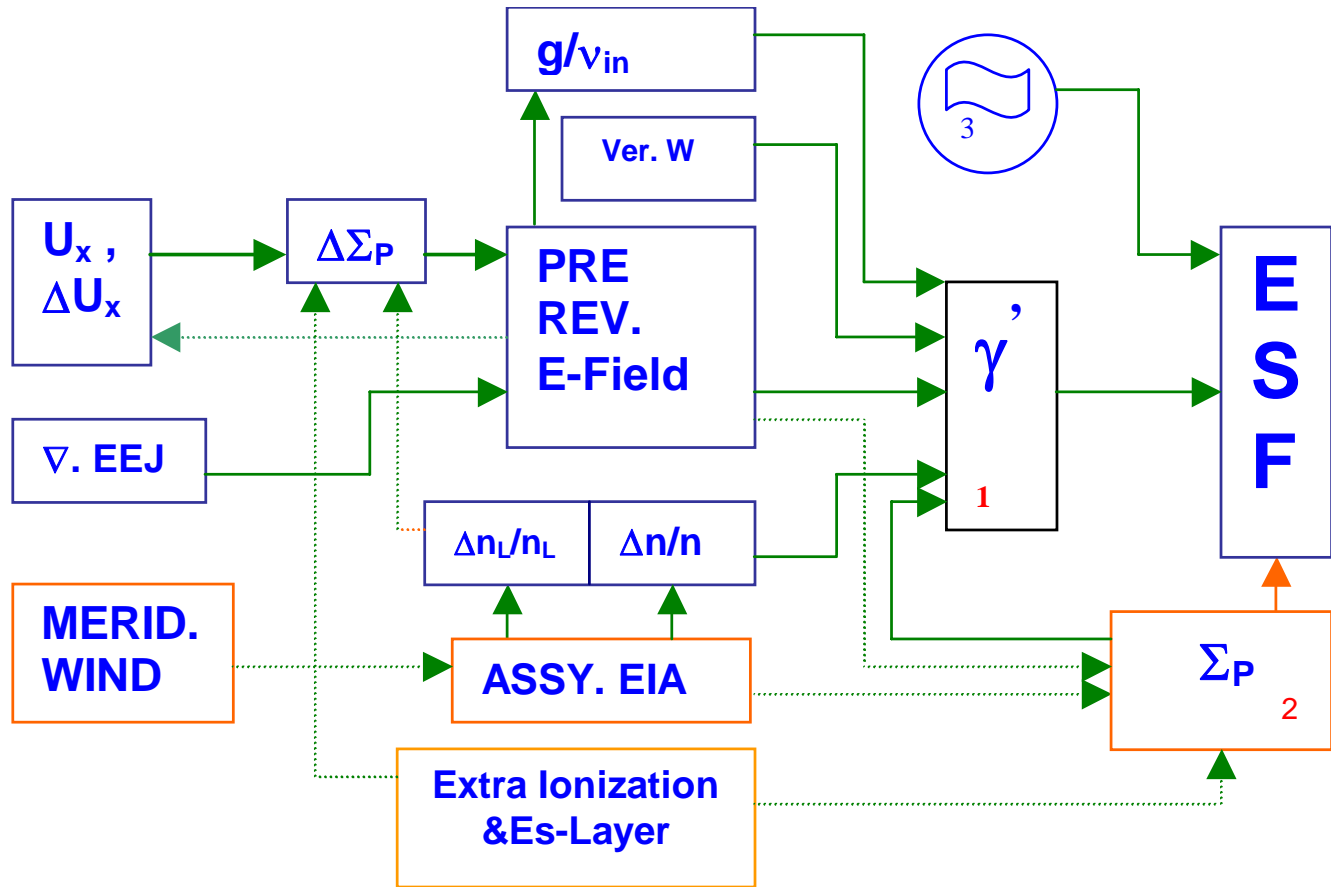 g/νin
Ver. W
3
Ux ,
ΔUx
ΔΣP
PRE
REV.
E-Field
γ’
1
E
S
F
∇. EEJ
ΔnL/nL
Δn/n
MERID.
WIND
ASSY. EIA
ΣP
2
Extra Ionization
&Es-Layer